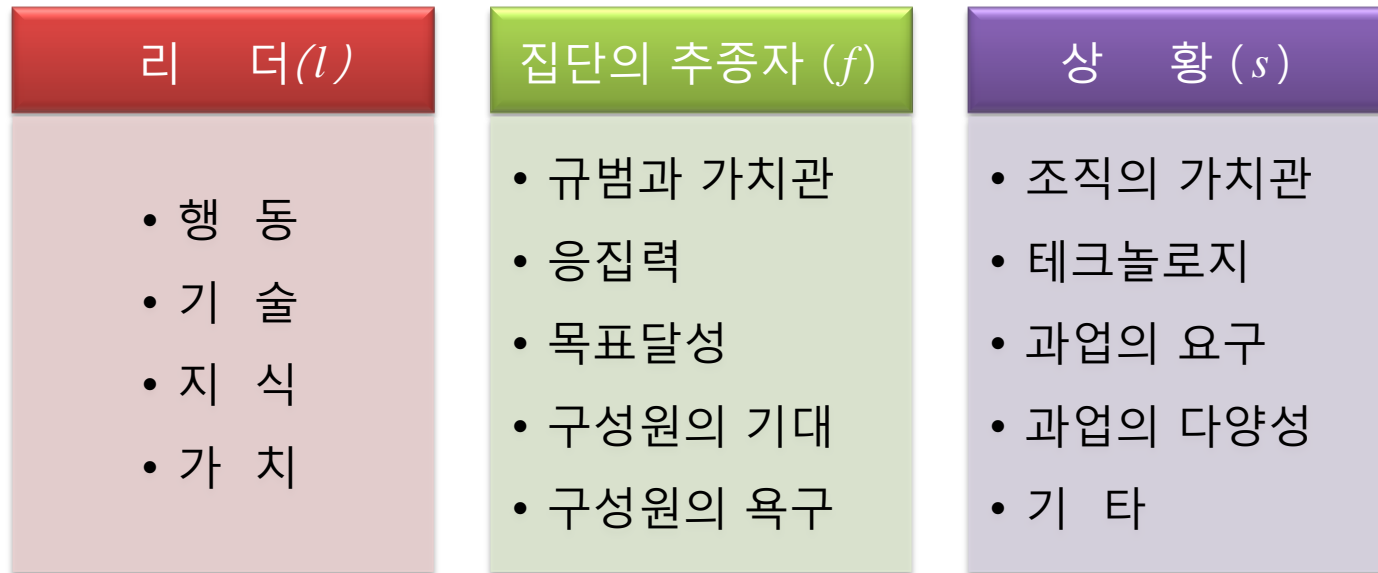 리 더(l)
• 행 동
• 기 술
• 지 식
• 가 치
집단의 추종자 (f)
• 규범과 가치관
• 응집력
• 목표달성
• 구성원의 기대
• 구성원의 욕구
상 황 (s)
• 조직의 가치관
• 테크놀로지
• 과업의 요구
• 과업의 다양성
• 기 타